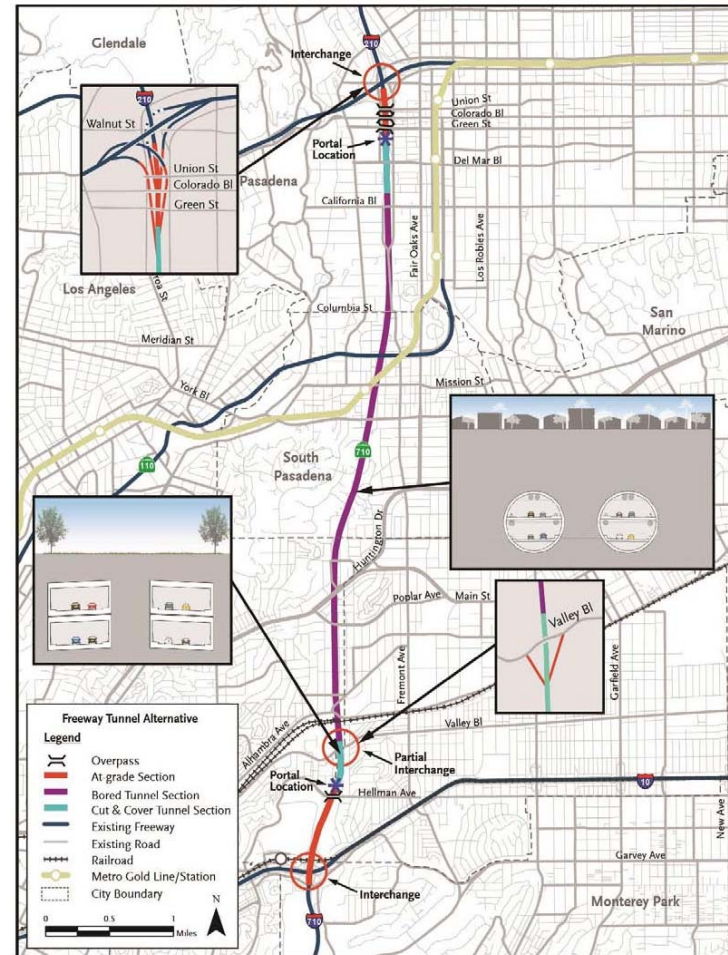 Glendale
210
210
Interchange
Union St
Colorado Bl
Green St
Walnut St
Portal
Location
Union St
Colorado Bl
Green St
Del Mar Bl
Pasadena
California Bl
Fair Oaks Ave
Los Robles Ave
Los Angeles
Columbia St
San
Marino
Meridian St
York Bl
Mission St
110
710
South
Pasadena
Huntington Dr
Poplar Ave
Main St
Valley Bl
Garfield Ave
Fremont Ave
Alhambra Ave
Valley Bl
Partial
Interchange
Portal
Location
Hellman Ave
10
New Ave
Garvey Ave
Interchange
710
Monterey Park
Freeway Tunnel Alternative
Legend
Overpass
At-grade Section
Bored Tunnel Section
Cut & Cover Tunnel Section
Existing Freeway
Existing Road
Railroad
Metro Gold Line/Station
City Boundary
0 0.5 1
Miles
N